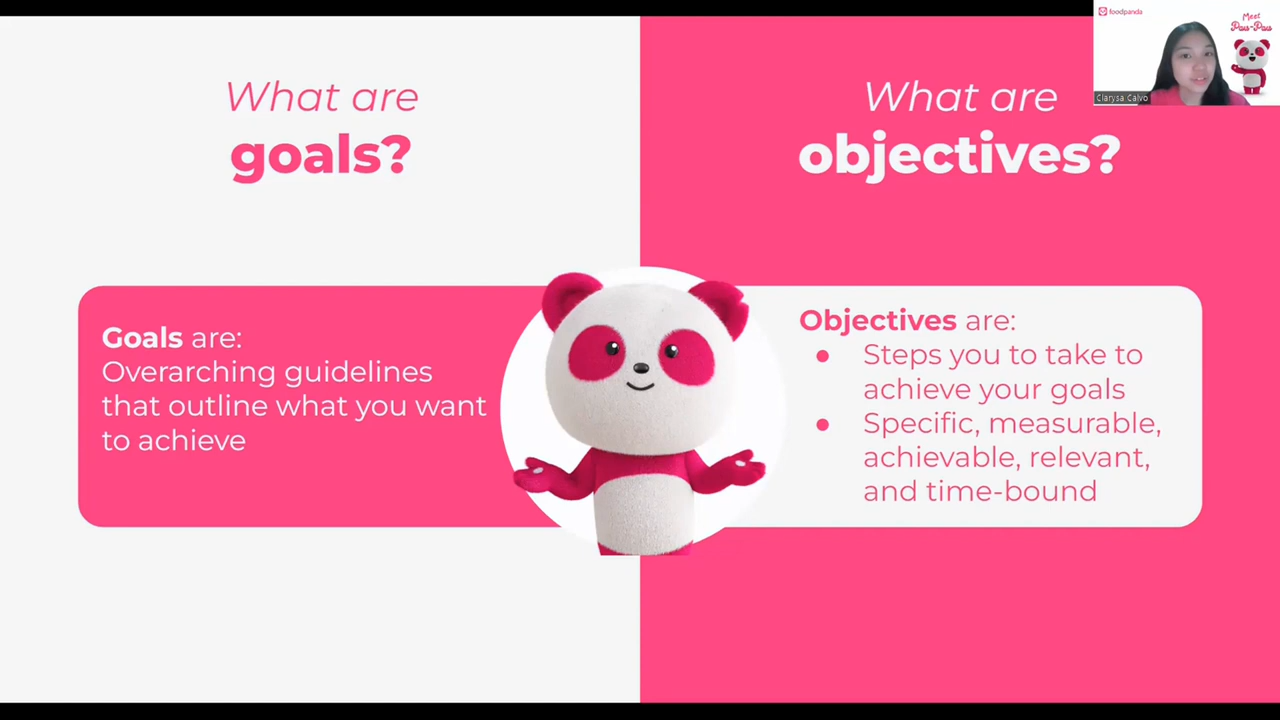 What are
goals?
Goals are:
Overarching guidelines
that outline what you want
to achieve
What are
objectives?
Objectives are:
● Steps you to take to
achieve your goals
● Specific, measurable,
achievable, relevant,
and time-bound
foodpanda
Meet
Pau-Pau
Clarysa Calvo